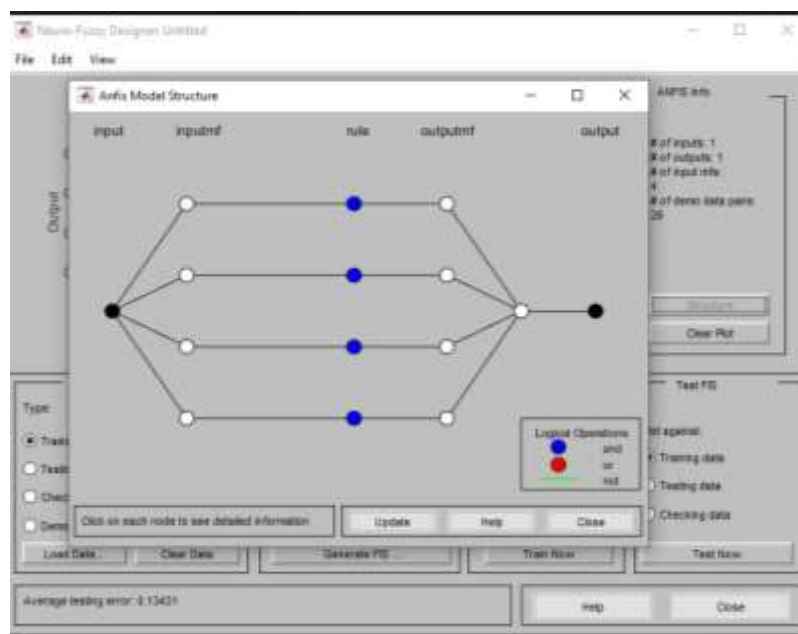 Neuro-Fuzzy Designer: Untitled
File Edit View
Anfis Model Structure
input inputmf rule outputmf output
Output
ANFIS Info
# of inputs: 1
# of outputs: 1
# of input mfs:
4
# of demo data pairs:
Structure
Clear Plot
Logical Operations
and
or
not
Click on each node to see detailed information
Update Help Close
Type:
Test FIS
against:
Training data
Testing data
Checking data
Load Data... Clear Data Generate FIS ... Train Now Test Now
Average testing error: 0.13431
Help Close